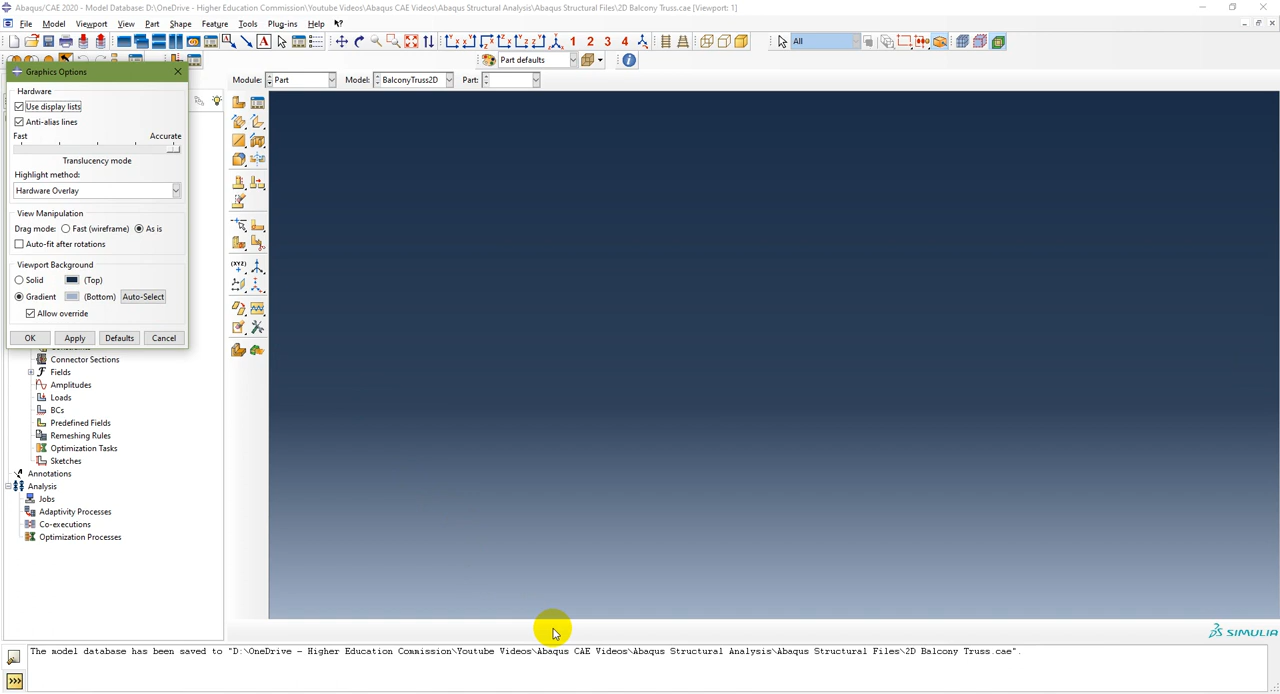 Abaqus/CAE 2020 - Model Database: D:\OneDrive - Higher Education Commission\Youtube Videos\Abaqus CAE Videos\Abaqus Structural Analysis\Abaqus Structural Files\2D Balcony Truss.cae [Viewport: 1]
File Model Viewport View Part Shape Feature Tools Plug-ins Help
1 2 3 4 All
Part defaults
Graphics Options
Module: Part Model: BalconyTruss2D Part:
Hardware
Use display lists
Anti-alias lines
Fast Accurate
Translucency mode
Highlight method:
Hardware Overlay
View Manipulation
Drag mode: Fast (wireframe) As is
Auto-fit after rotations
Viewport Background
Solid (Top)
Gradient (Bottom) Auto-Select
Allow override
OK Apply Defaults Cancel
Connector Sections
Fields
Amplitudes
Loads
BCs
Predefined Fields
Remeshing Rules
Optimization Tasks
Sketches
Annotations
Analysis
Jobs
Adaptivity Processes
Co-executions
Optimization Processes
(XYZ)
SIMULIA
The model database has been saved to "D:\OneDrive - Higher Education Commission\Youtube Videos\Abaqus CAE Videos\Abaqus Structural Analysis\Abaqus Structural Files\2D Balcony Truss.cae".
>>>